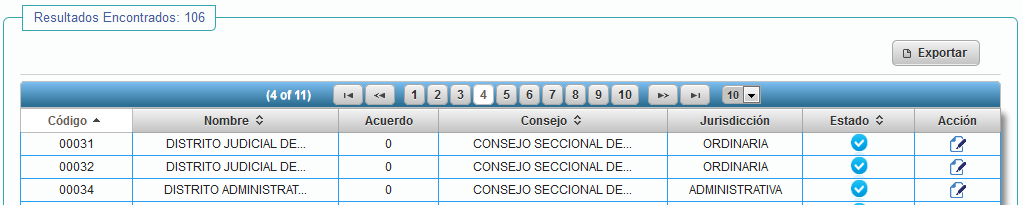 Resultados Encontrados: 106
Exportar
(4 of 11) 1 2 3 4 5 6 7 8 9 10 10
Código Nombre Acuerdo Consejo Jurisdicción Estado Acción
00031 DISTRITO JUDICIAL DE... 0 CONSEJO SECCIONAL DE... ORDINARIA
00032 DISTRITO JUDICIAL DE... 0 CONSEJO SECCIONAL DE... ORDINARIA
00034 DISTRITO ADMINISTRAT... 0 CONSEJO SECCIONAL DE... ADMINISTRATIVA